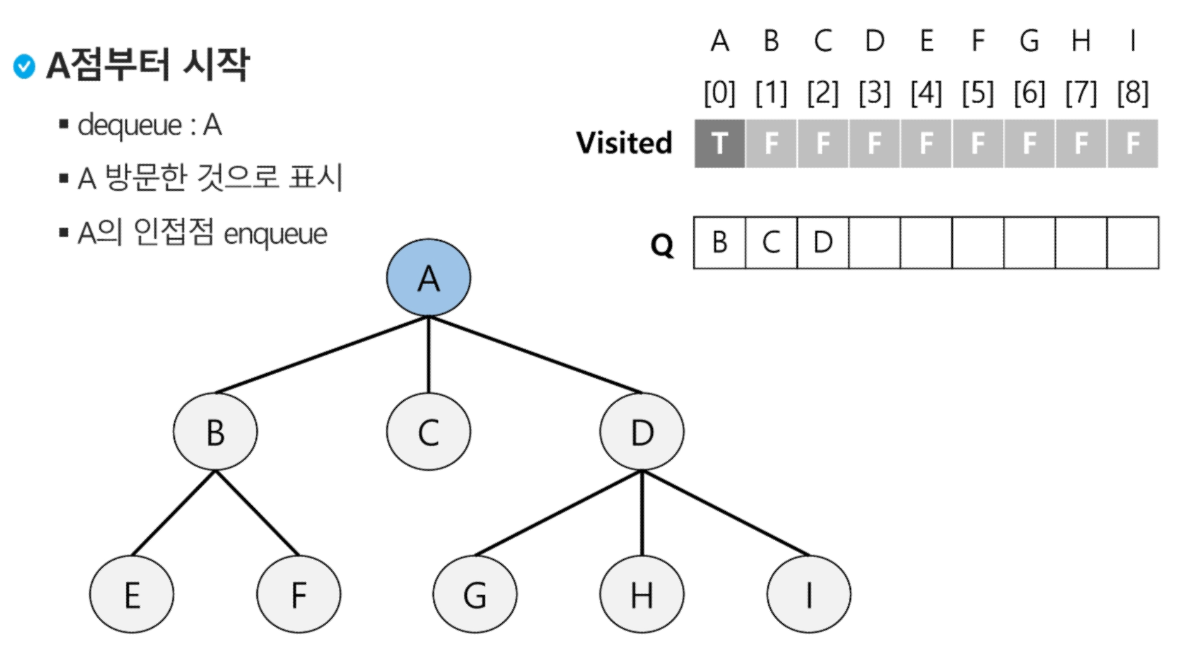 A점부터 시작
▪ dequeue : A
▪ A 방문한 것으로 표시
▪ A의 인접점 enqueue
A B C D E F G H I
[0] [1] [2] [3] [4] [5] [6] [7] [8]
Visited T F F F F F F F F
Q B C D
A
B C D
E F G H I